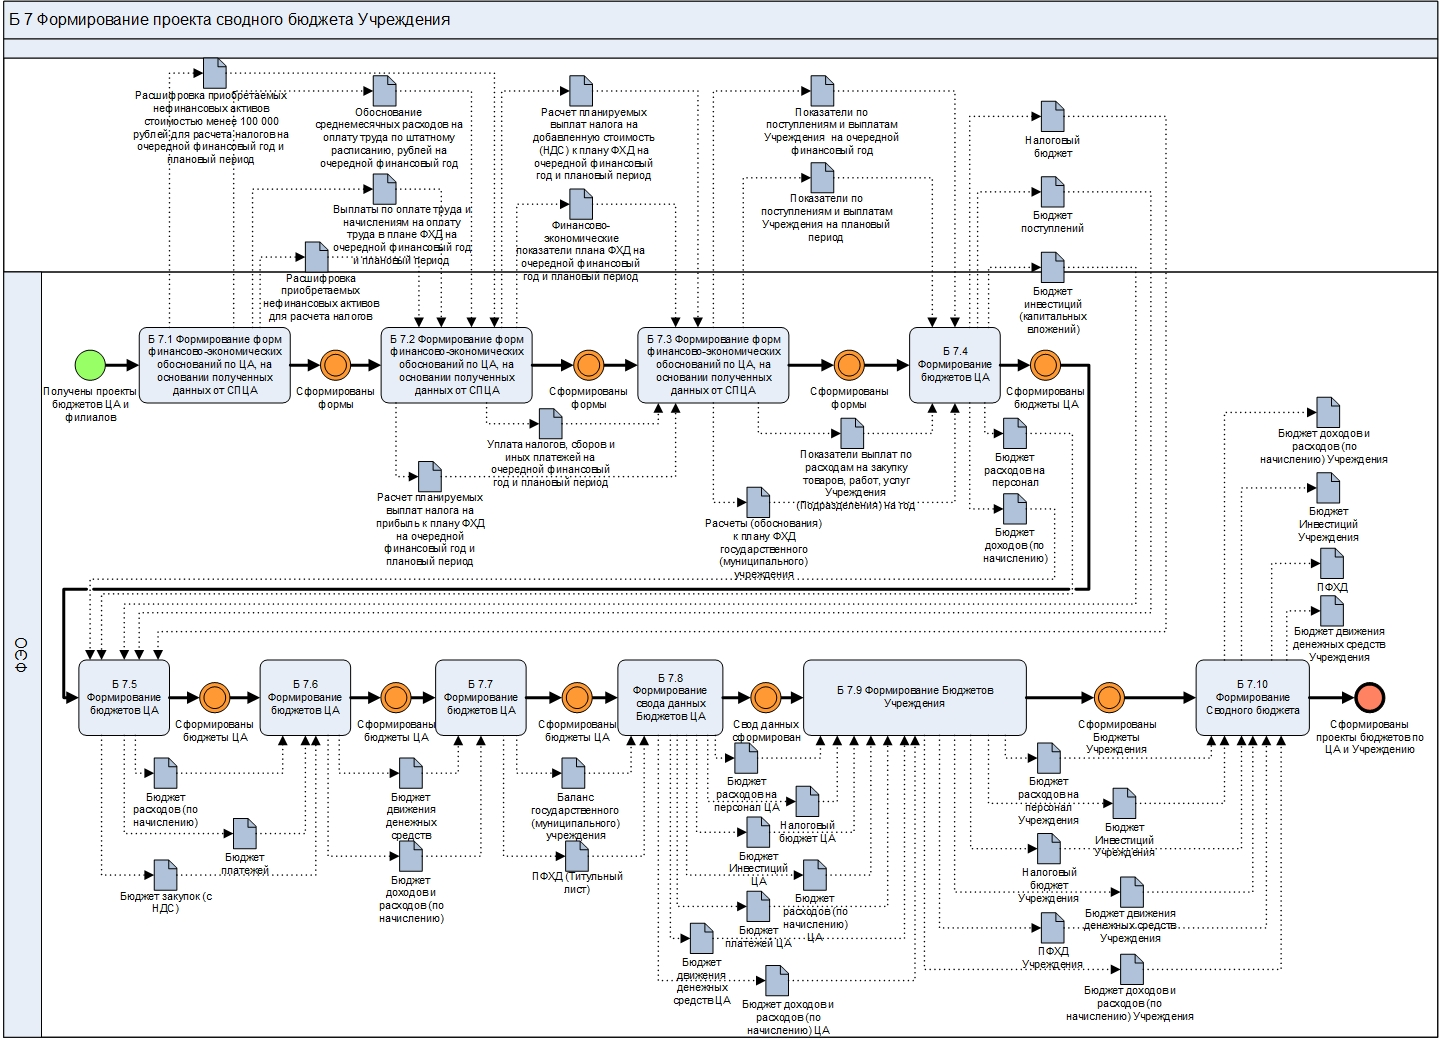 Б 7 Формирование проекта сводного бюджета Учреждения
Расшифровка приобретаемых
нефинансовых активов
стоимостью менее 100 000
рублей для расчета налогов на
очередной финансовый год и
плановый период
Обоснование
среднемесячных расходов на
оплату труда по штатному
расписанию, рублей на
очередной финансовый год
Выплаты по оплате труда и
начислениям на оплату
труда в плане ФХД на
очередной финансовый год
и плановый период
Расшифровка
приобретаемых
нефинансовых активов
для расчета налогов
Расчет планируемых
выплат налога на
добавленную стоимость
(НДС) к плану ФХД на
очередной финансовый
год и плановый период
Финансово-
экономические
показатели плана ФХД на
очередной финансовый
год и плановый период
Показатели по
поступлениям и выплатам
Учреждения на очередной
финансовый год
Показатели по
поступлениям и выплатам
Учреждения на плановый
период
Налоговый
бюджет
Бюджет
поступлений
Бюджет
инвестиций
(капитальных
вложений)
ФЭО
Получены проекты
бюджетов ЦА и
филиалов
Б 7.1 Формирование форм
финансово-экономических
обоснований по ЦА, на
основании полученных
данных от СП ЦА
Сформированы
формы
Б 7.2 Формирование форм
финансово-экономических
обоснований по ЦА, на
основании полученных
данных от СП ЦА
Сформированы
формы
Б 7.3 Формирование форм
финансово-экономических
обоснований по ЦА, на
основании полученных
данных от СП ЦА
Сформированы
формы
Б 7.4
Формирование
бюджетов ЦА
Сформированы
бюджеты ЦА
Уплата налогов, сборов и
иных платежей на
очередной финансовый
год и плановый период
Расчет планируемых
выплат налога на
прибыль к плану ФХД
на очередной
финансовый год и
плановый период
Показатели выплат по
расходам на закупку
товаров, работ, услуг
Учреждения
(Подразделения) на год
Расчеты (обоснования)
к плану ФХД
государственного
(муниципального)
учреждения
Бюджет
расходов на
персонал
Бюджет
доходов (по
начислению)
Бюджет доходов и
расходов (по
начислению) Учреждения
Бюджет
Инвестиций
Учреждения
ПФХД
Бюджет движения
денежных средств
Учреждения
Б 7.5
Формирование
бюджетов ЦА
Сформированы
бюджеты ЦА
Б 7.6
Формирование
бюджетов ЦА
Сформированы
бюджеты ЦА
Б 7.7
Формирование
бюджетов ЦА
Сформированы
бюджеты ЦА
Б 7.8
Формирование
свода данных
Бюджетов ЦА
Свод данных
сформирован
Б 7.9 Формирование Бюджетов
Учреждения
Сформированы
Бюджеты
Учреждения
Б 7.10
Формирование
Сводного бюджета
Сформированы
проекты бюджетов по
ЦА и Учреждению
Бюджет
расходов (по
начислению)
Бюджет
платежей
Бюджет закупок (с
НДС)
Бюджет
движения
денежных
средств
Бюджет
доходов и
расходов (по
начислению)
Баланс
государственного
(муниципального)
учреждения
ПФХД (Титульный
лист)
Бюджет
расходов на
персонал ЦА
Налоговый
бюджет ЦА
Бюджет
Инвестиций
ЦА
Бюджет
расходов (по
начислению)
ЦА
Бюджет
платежей ЦА
Бюджет
движения
денежных
средств ЦА
Бюджет доходов и
расходов (по
начислению) ЦА
Бюджет
расходов на
персонал
Учреждения
Бюджет
Инвестиций
Учреждения
Налоговый
бюджет
Учреждения
Бюджет движения
денежных средств
Учреждения
ПФХД
Учреждения
Бюджет доходов и
расходов (по
начислению) Учреждения